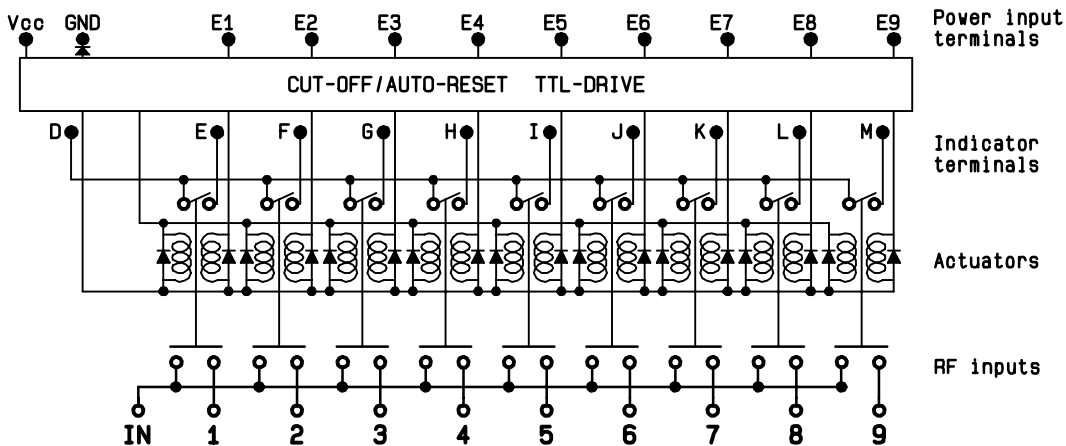 Vcc GND E1 E2 E3 E4 E5 E6 E7 E8 E9
Power input
terminals
CUT-OFF/AUTO-RESET TTL-DRIVE
D E F G H I J K L M
Indicator
terminals
Actuators
RF inputs
IN 1 2 3 4 5 6 7 8 9